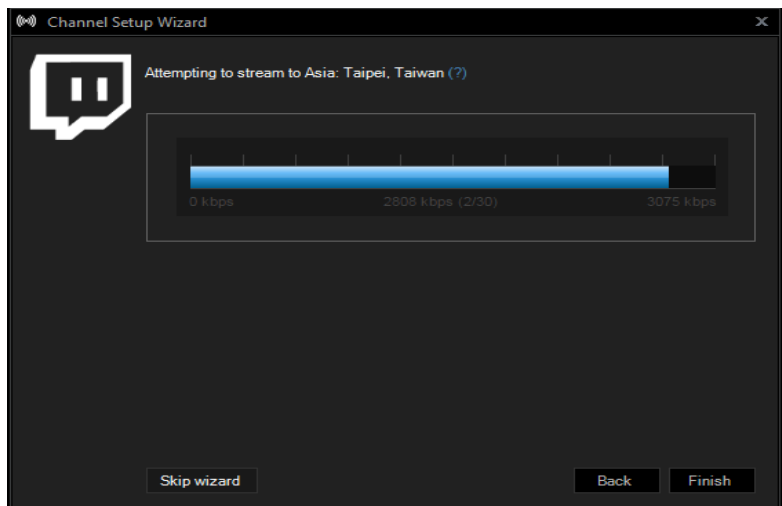 Channel Setup Wizard X
Attempting to stream to Asia: Taipei, Taiwan (?)
0 kbps 2808 kbps (2/30) 3075 kbps
Skip wizard Back Finish